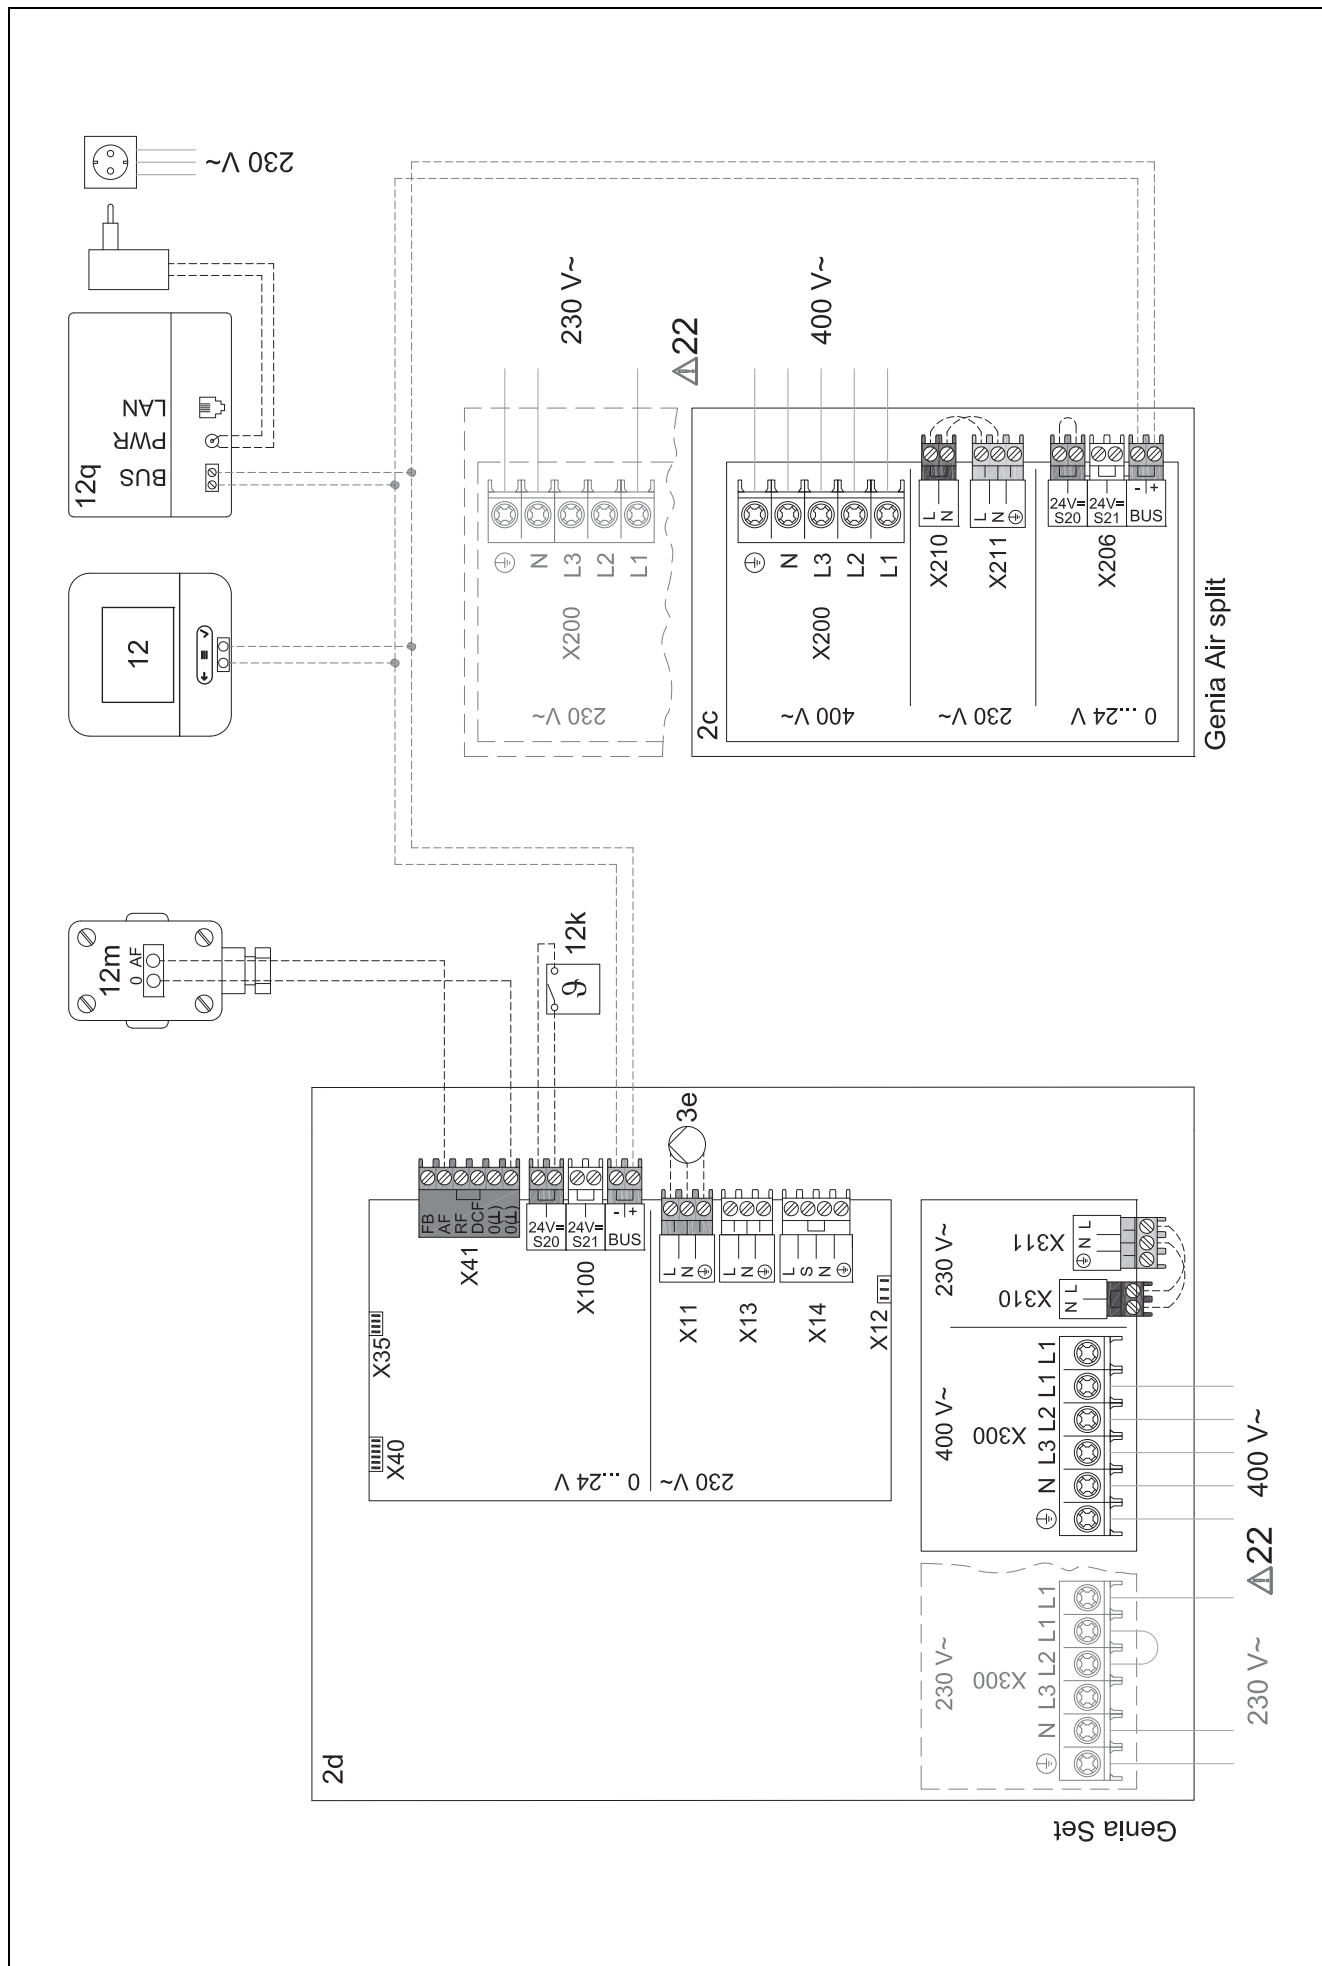 230 V~
12q
BUS
PWR
LAN
12
12m
0 AF
12k
ϑ
230 V~
X200
N
L3
L2
L1
230 V~
⚠22
400 V~
2c
400 V~
X200
N
L3
L2
L1
230 V~
X210
L
N
X211
L
N
0...24 V
X206
24V=
S20
24V=
S21
BUS
- +
Genia Air split
2d
X40
X35
0...24 V
230 V~
X41
FB
AF
RF
DCF
0(⊥)
0(⊥)
X100
24V=
S20
24V=
S21
BUS
- +
X11
L
N
3e
X13
L
N
X14
L
S
N
X12
230 V~
X311
N L
X310
N L
400 V~
X300
N L3 L2 L1 L1
230 V~
X300
N L3 L2 L1 L1
230 V~
⚠22
400 V~
Genia Set